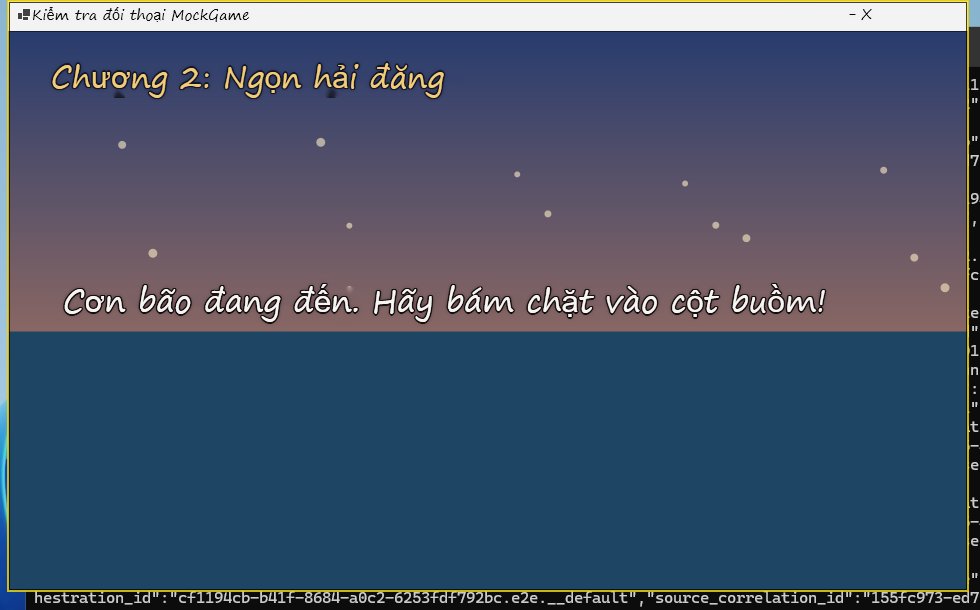 Kiểm tra đối thoại MockGame
- X
Chương 2: Ngọn hải đăng
Cơn bão đang đến. Hãy bám chặt vào cột buồm!
hestration_id":"cf1194cb-b41f-8684-a0c2-6253fdf792bc.e2e.__default","source_correlation_id":"155fc973-ed